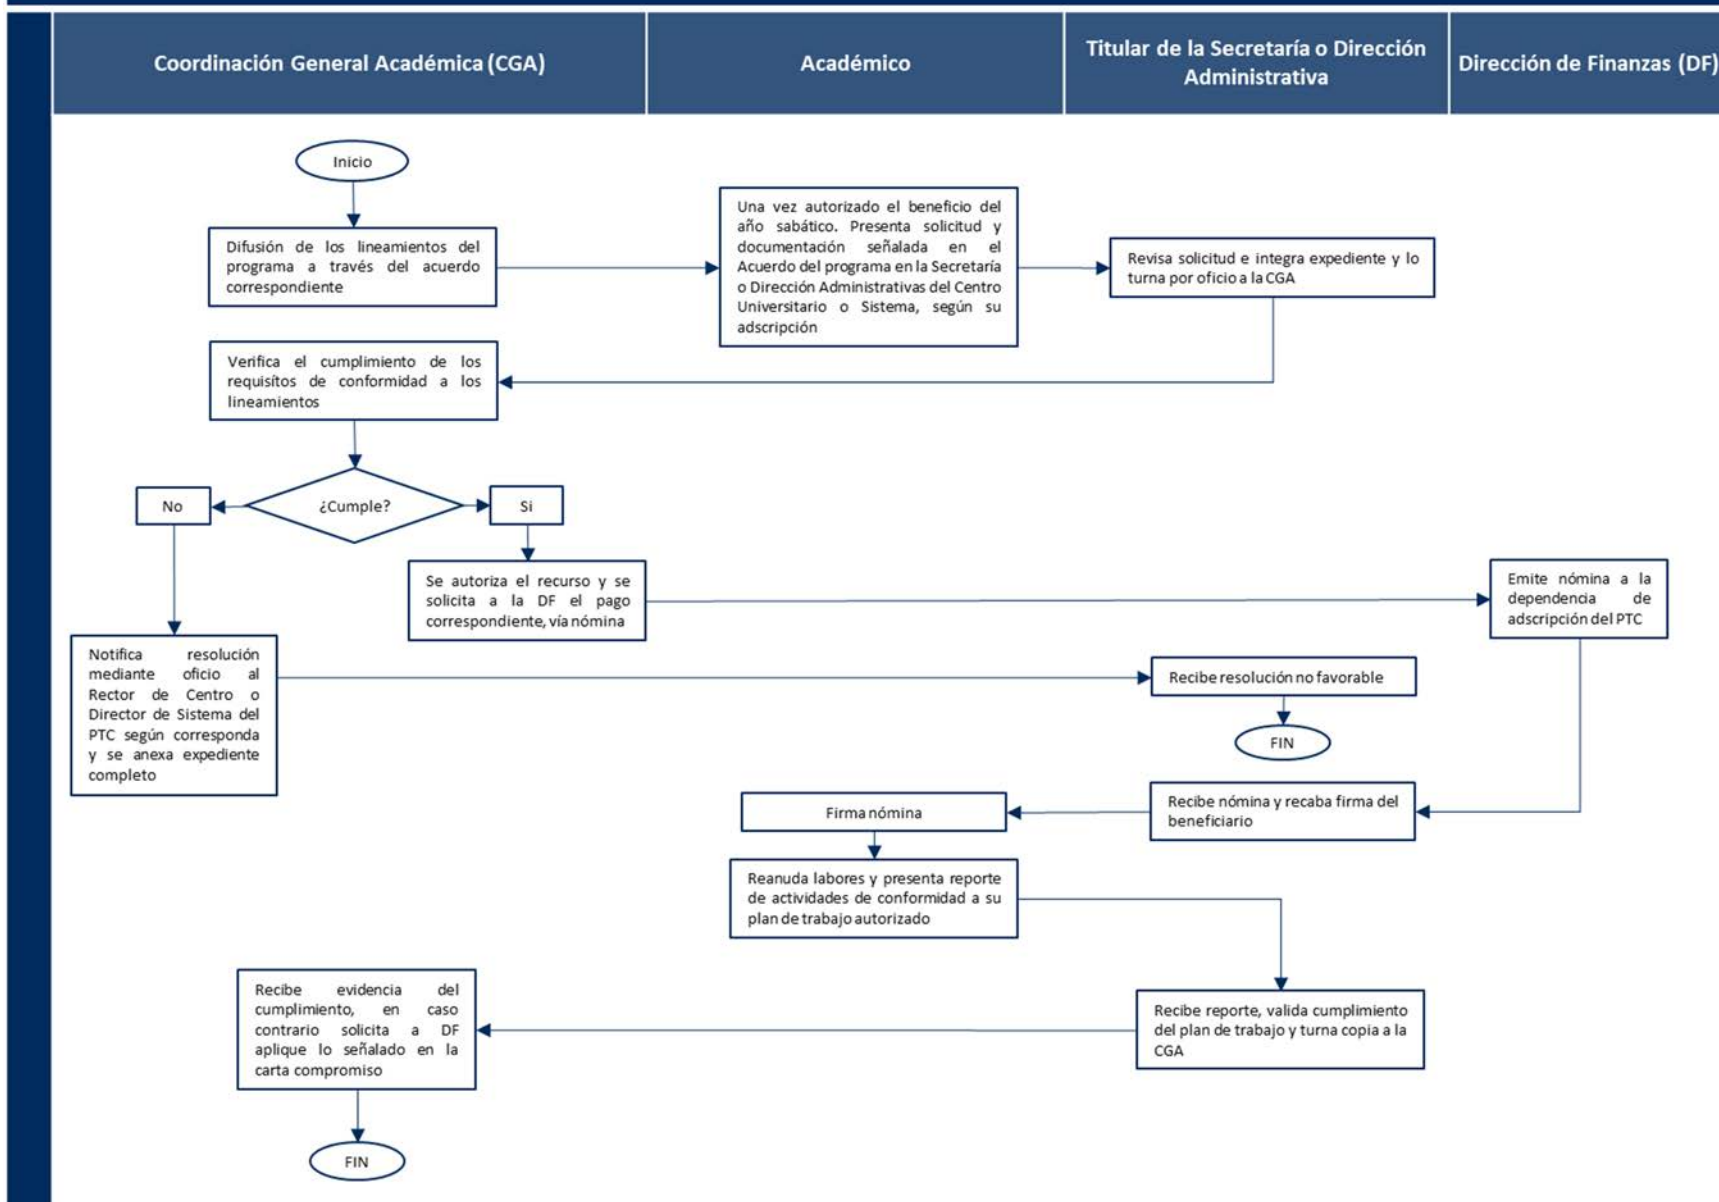 Coordinación General Académica (CGA)
Académico
Titular de la Secretaría o Dirección
Administrativa
Dirección de Finanzas (DF)
Inicio
Difusión de los lineamientos del
programa a través del acuerdo
correspondiente
Una vez autorizado el beneficio del
año sabático. Presenta solicitud y
documentación señalada en el
Acuerdo del programa en la Secretaría
o Dirección Administrativas del Centro
Universitario o Sistema, según su
adscripción
Revisa solicitud e integra expediente y lo
turna por oficio a la CGA
Verifica el cumplimiento de los
requisítos de conformidad a los
lineamientos
¿Cumple?
No
Si
Se autoriza el recurso y se
solicita a la DF el pago
correspondiente, vía nómina
Emite nómina a la
dependencia de
adscripción del PTC
Notifica resolución
mediante oficio al
Rector de Centro o
Director de Sistema del
PTC según corresponda
y se anexa expediente
completo
Recibe resolución no favorable
FIN
Recibe nómina y recaba firma del
beneficiario
Firma nómina
Reanuda labores y presenta reporte
de actividades de conformidad a su
plan de trabajo autorizado
Recibe reporte, valida cumplimiento
del plan de trabajo y turna copia a la
CGA
Recibe evidencia del
cumplimiento, en caso
contrario solicita a DF
aplique lo señalado en la
carta compromiso
FIN